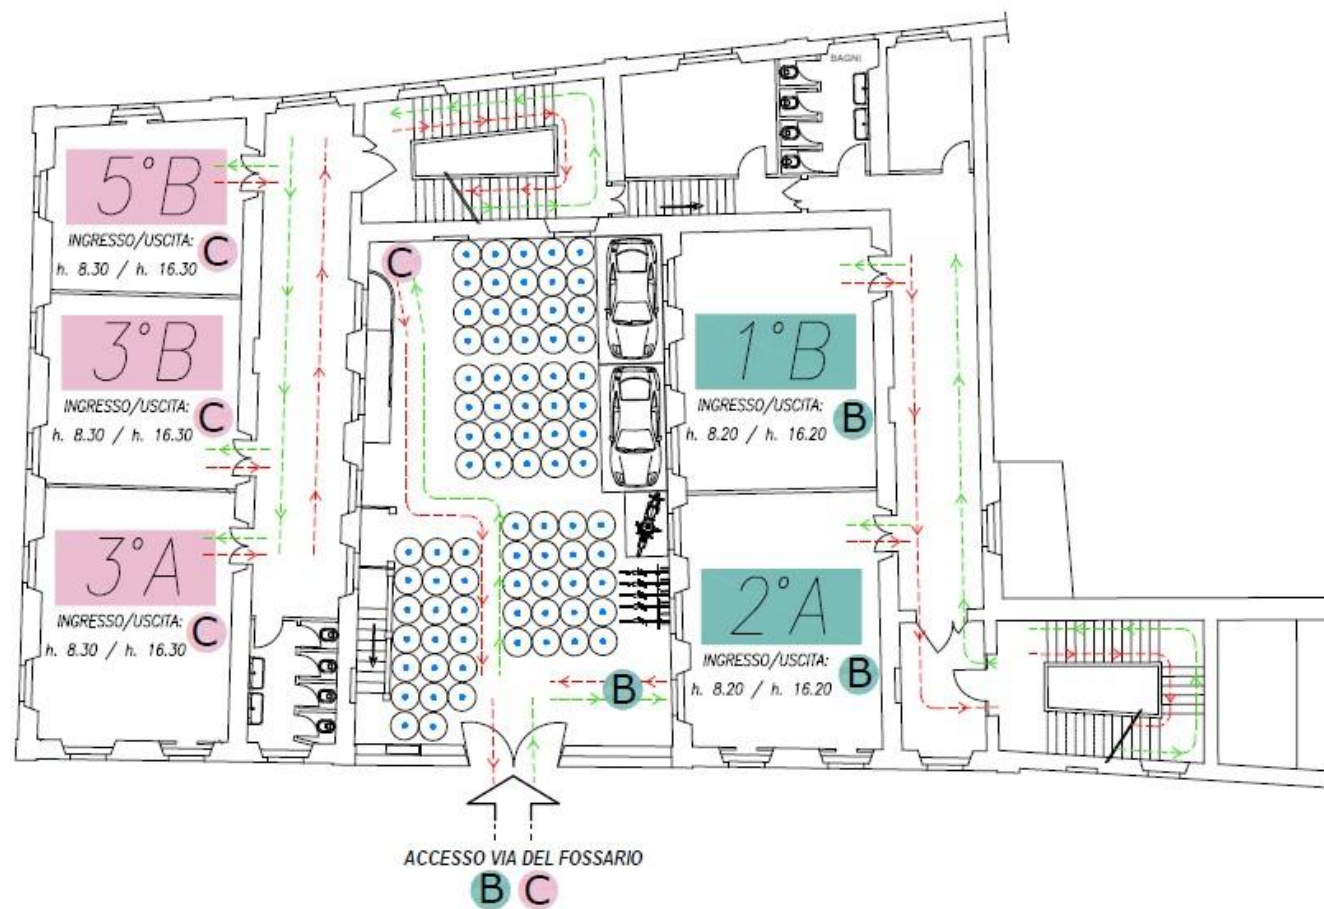 BAGNI
5°B
INGRESSO/USCITA: C
h. 8.30 / h. 16.30
3°B
INGRESSO/USCITA: C
h. 8.30 / h. 16.30
3°A
INGRESSO/USCITA: C
h. 8.30 / h. 16.30
C
1°B
INGRESSO/USCITA: B
h. 8.20 / h. 16.20
2°A
INGRESSO/USCITA: B
h. 8.20 / h. 16.20
B
ACCESSO VIA DEL FOSSARIO
B C